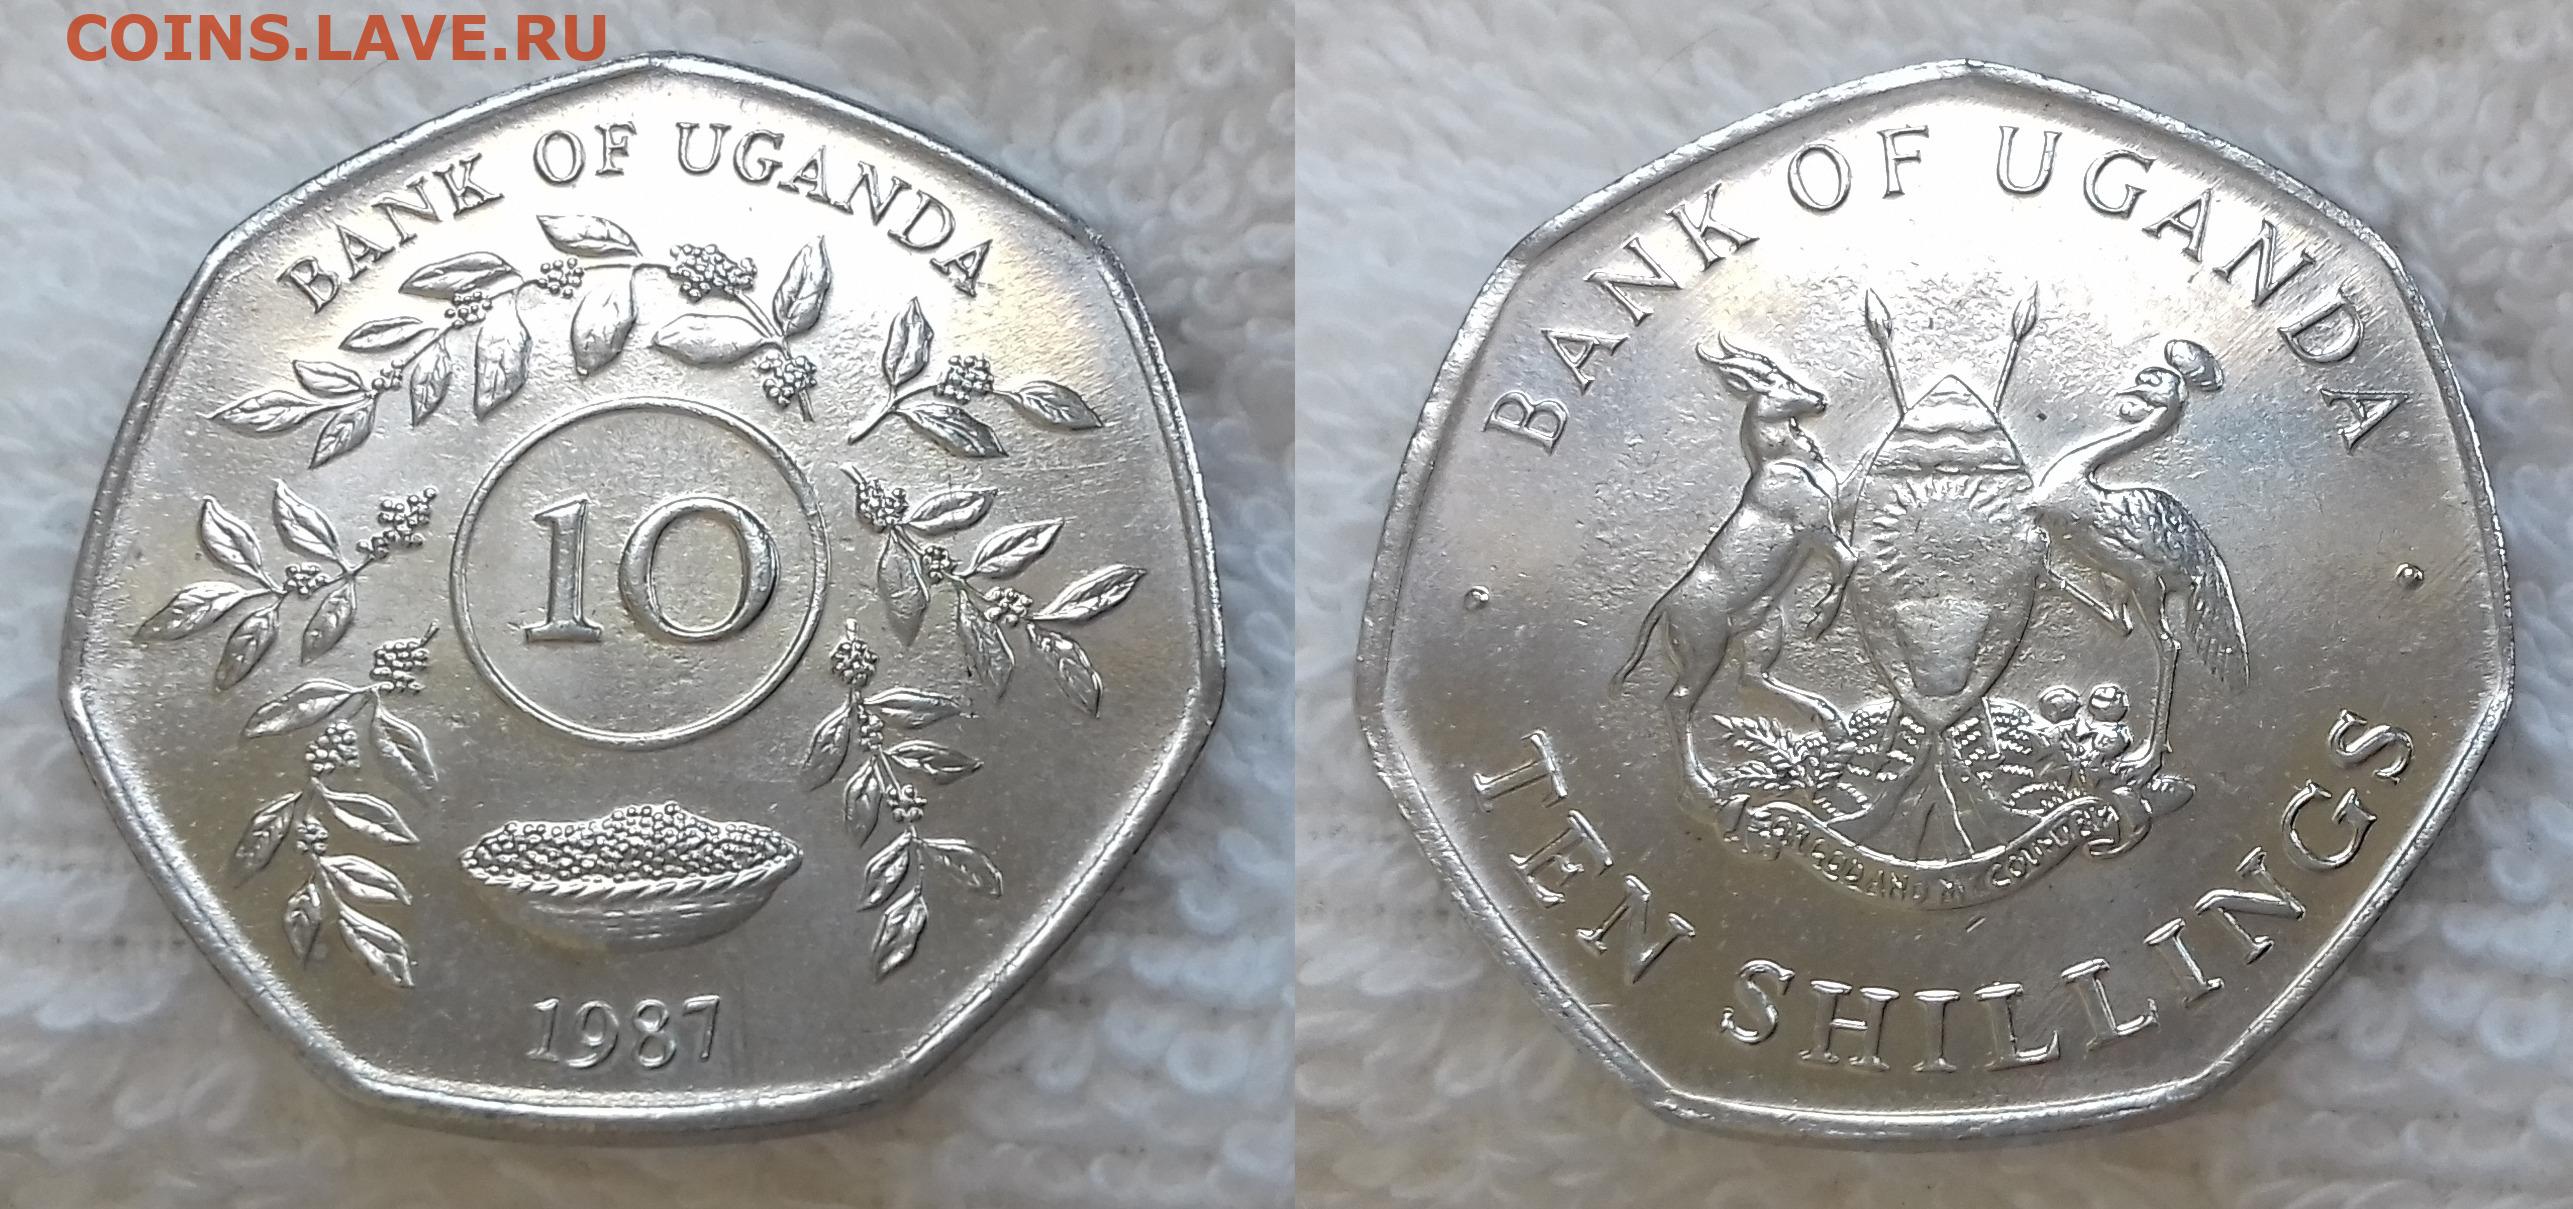 COINS.LAVE.RU
BANK OF UGANDA
10
1987
BANK OF UGANDA
TEN SHILLINGS